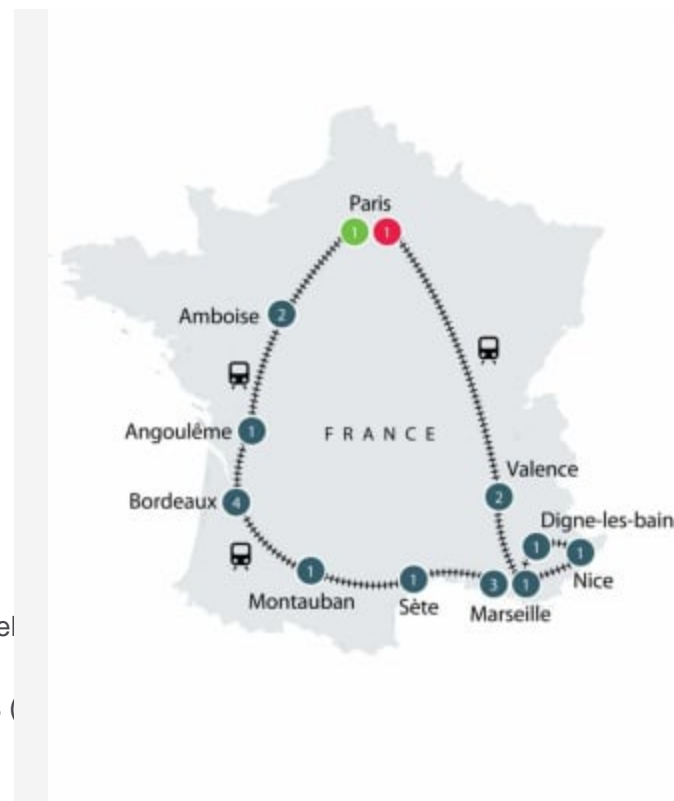 Paris
1 1
Amboise 2
Angoulême 1
FRANCE
Valence
2
Bordeaux 4
Digne-les-bain
1 1
Nice
1
Montauban
1
Sète
3 1
Marseille
el
(